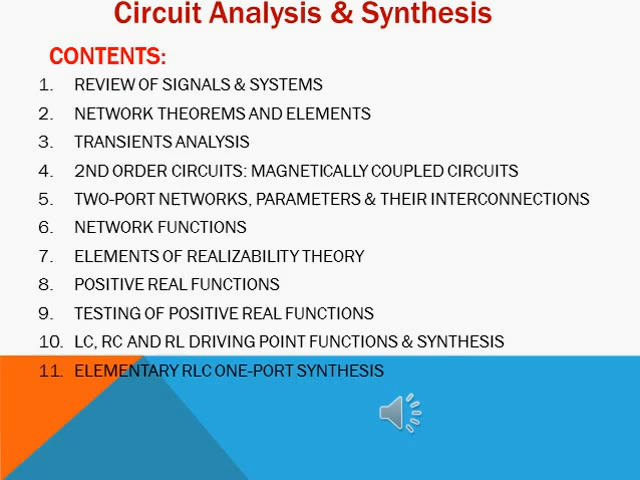 Circuit Analysis & Synthesis
CONTENTS:
1. REVIEW OF SIGNALS & SYSTEMS
2. NETWORK THEOREMS AND ELEMENTS
3. TRANSIENTS ANALYSIS
4. 2ND ORDER CIRCUITS: MAGNETICALLY COUPLED CIRCUITS
5. TWO-PORT NETWORKS, PARAMETERS & THEIR INTERCONNECTIONS
6. NETWORK FUNCTIONS
7. ELEMENTS OF REALIZABILITY THEORY
8. POSITIVE REAL FUNCTIONS
9. TESTING OF POSITIVE REAL FUNCTIONS
10. LC, RC AND RL DRIVING POINT FUNCTIONS & SYNTHESIS
11. ELEMENTARY RLC ONE-PORT SYNTHESIS